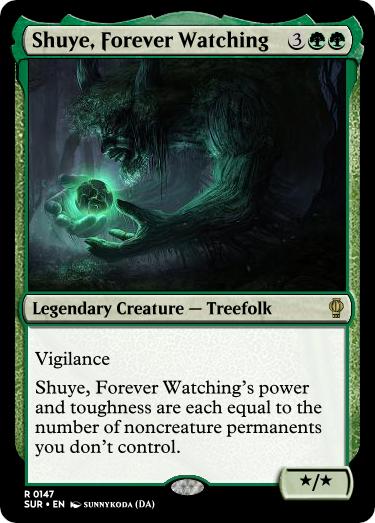 Shuye, Forever Watching 3
Legendary Creature — Treefolk
Vigilance
Shuye, Forever Watching's power
and toughness are each equal to the
number of noncreature permanents
you don't control.
★/★
R 0147
SUR • EN SUNNYKODA (DA)